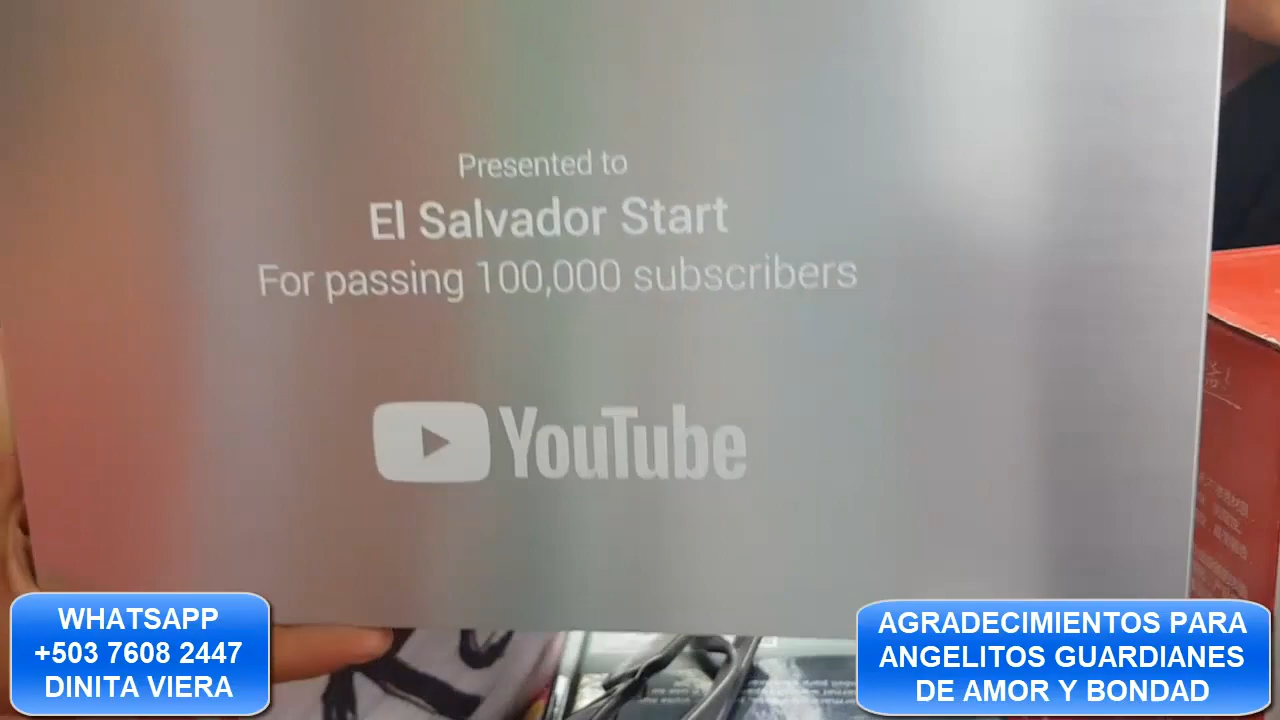 Presented to
El Salvador Start
For passing 100,000 subscribers
YouTube
WHATSAPP
+503 7608 2447
DINITA VIERA
AGRADECIMIENTOS PARA
ANGELITOS GUARDIANES
DE AMOR Y BONDAD